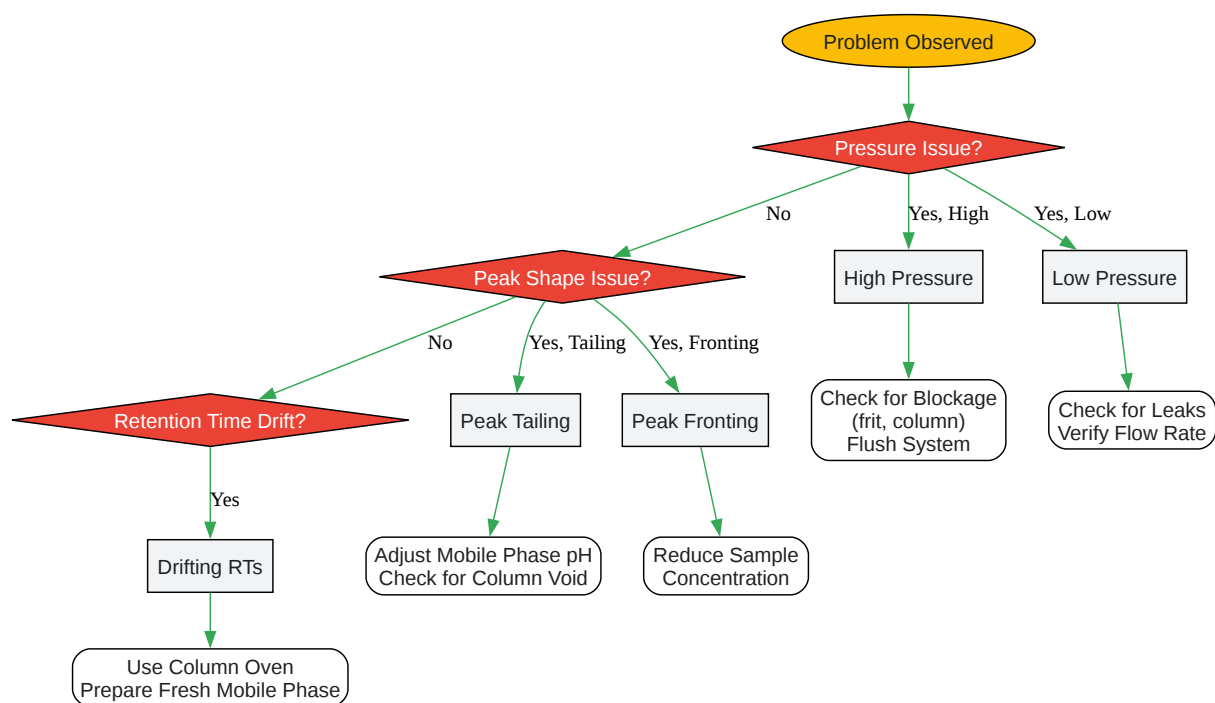 Problem Observed
Pressure Issue?
No
Yes, High
Yes, Low
Peak Shape Issue?
High Pressure
Low Pressure
No
Yes, Tailing
Yes, Fronting
Check for Blockage
(frit, column)
Flush System
Check for Leaks
Verify Flow Rate
Retention Time Drift?
Peak Tailing
Peak Fronting
Yes
Drifting RTs
Adjust Mobile Phase pH
Check for Column Void
Reduce Sample
Concentration
Use Column Oven
Prepare Fresh Mobile Phase